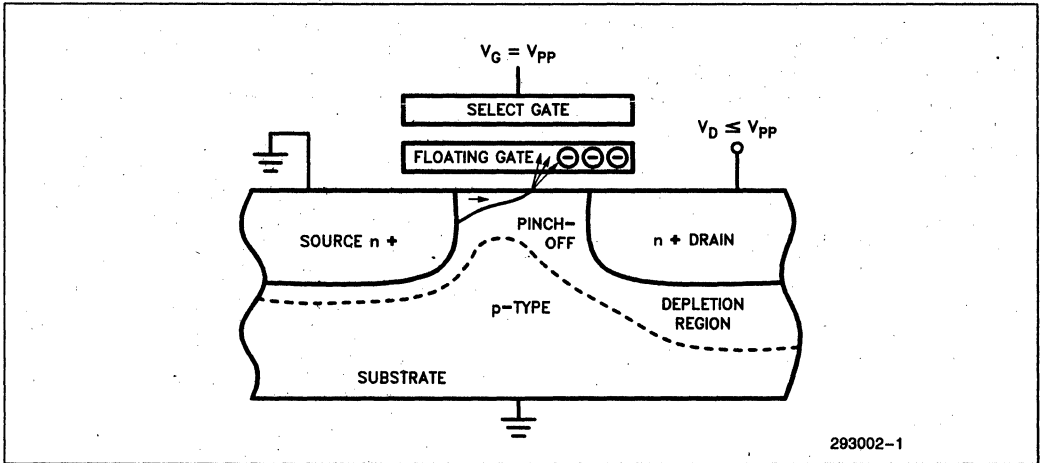 V_G = V_PP
SELECT GATE
V_D ≤ V_PP
FLOATING GATE
SOURCE n +
PINCH-
OFF
n + DRAIN
p-TYPE
DEPLETION
REGION
SUBSTRATE
293002-1